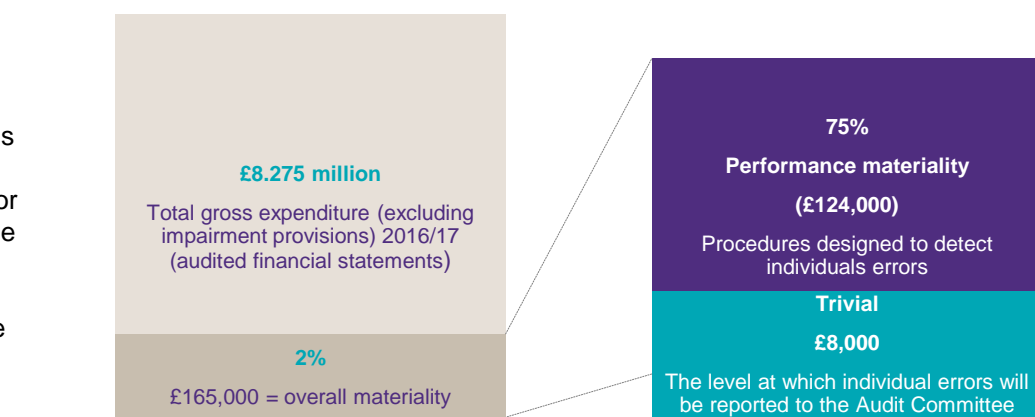 s
or
e
e
£8.275 million
Total gross expenditure (excluding
impairment provisions) 2016/17
(audited financial statements)
2%
£165,000 = overall materiality
75%
Performance materiality
(£124,000)
Procedures designed to detect
individuals errors
Trivial
£8,000
The level at which individual errors will
be reported to the Audit Committee